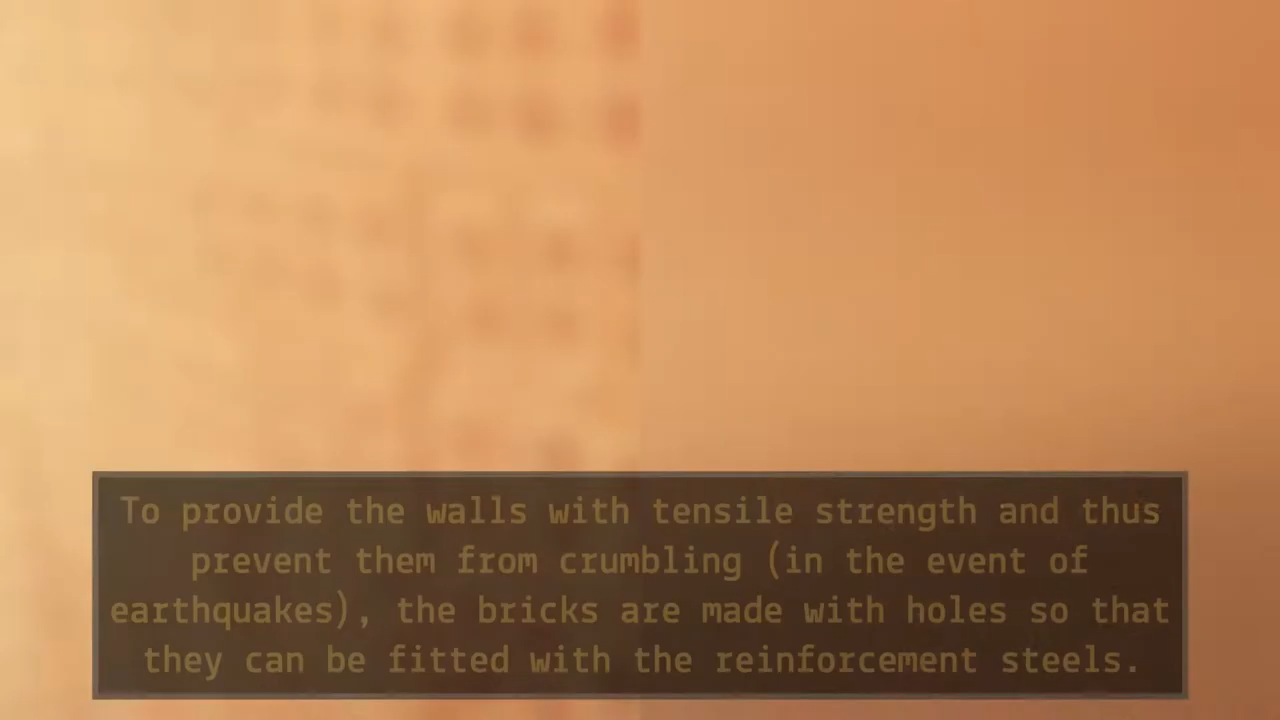 To provide the walls with tensile strength and thus
prevent them from crumbling (in the event of
earthquakes), the bricks are made with holes so that
they can be fitted with the reinforcement steels.